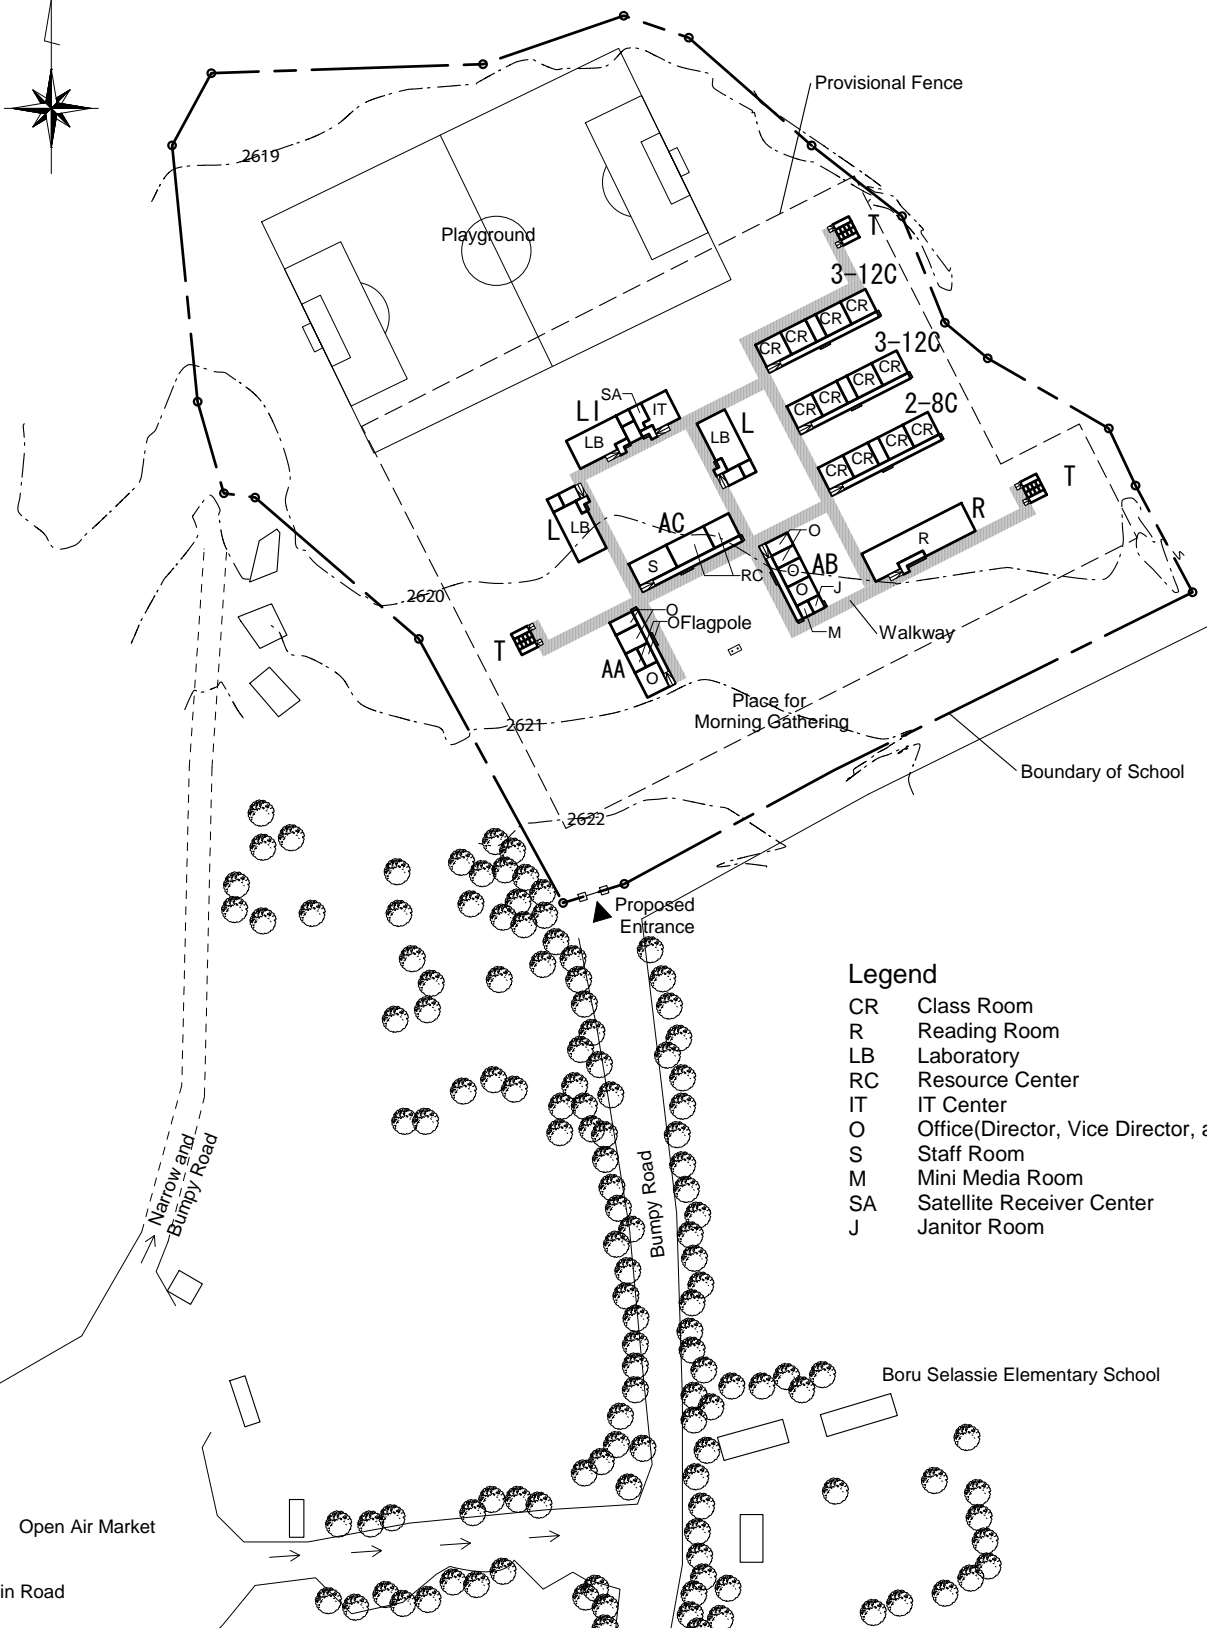 Provisional Fence
2619
Playground
T
3-12C
CR CR CR CR
3-12C
CR CR CR CR
2-8C
CR CR CR CR
SA
IT
LI
LB
L
LB
L
LB
AC
S
RC
O
AB
O
O
J
M
R
R
T
2620
Walkway
O
O
Flagpole
T
AA
O
Place for
Morning Gathering
2621
Boundary of School
2622
Proposed
Entrance
Legend
CR Class Room
R Reading Room
LB Laboratory
RC Resource Center
IT IT Center
O Office(Director, Vice Director, a
S Staff Room
M Mini Media Room
SA Satellite Receiver Center
J Janitor Room
Narrow and
Bumpy Road
Bumpy Road
Boru Selassie Elementary School
Open Air Market
in Road